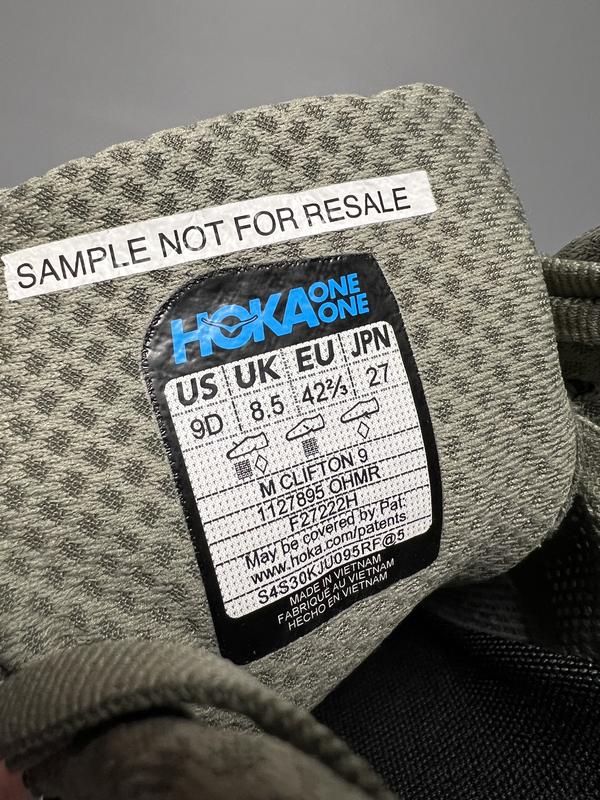 SAMPLE NOT FOR RESALE
HOKA ONE ONE
US UK EU JPN
9D 8.5 42⅔ 27
M CLIFTON 9
1127895 OHMR
F27222H
May be covered by Pat:
www.hoka.com/patents
S4S30KJU095RF@5
MADE IN VIETNAM
FABRIQUE AU VIETNAM
HECHO EN VIETNAM